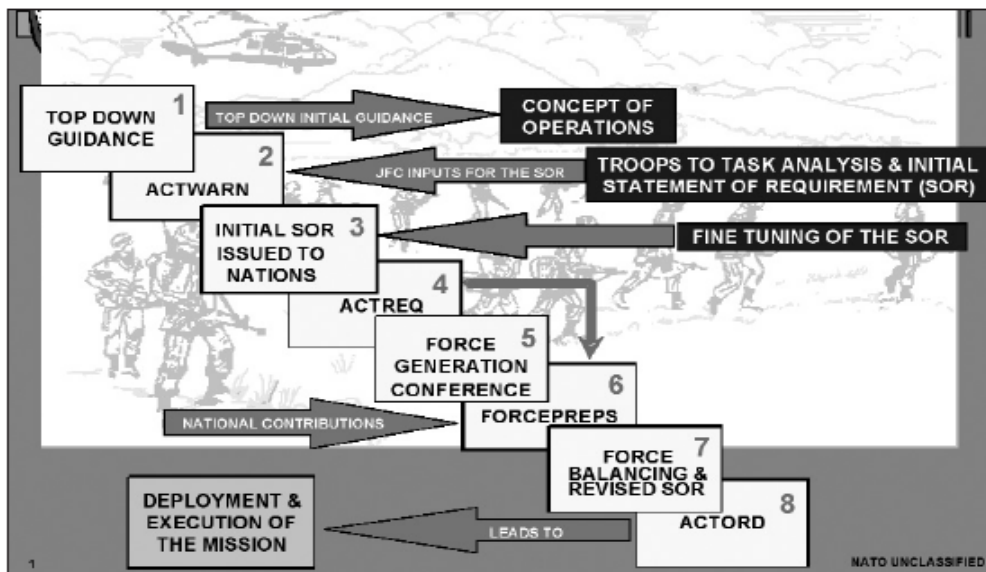 1
TOP DOWN
GUIDANCE
TOP DOWN INITIAL GUIDANCE
CONCEPT OF
OPERATIONS
2
ACTWARN
JFC INPUTS FOR THE SOR
TROOPS TO TASK ANALYSIS & INITIAL
STATEMENT OF REQUIREMENT (SOR)
3
INITIAL SOR
ISSUED TO
NATIONS
FINE TUNING OF THE SOR
4
ACTREQ
5
FORCE
GENERATION
CONFERENCE
6
FORCEPREPS
NATIONAL CONTRIBUTIONS
7
FORCE
BALANCING &
REVISED SOR
8
ACTORD
LEADS TO
DEPLOYMENT &
EXECUTION OF
THE MISSION
1
NATO UNCLASSIFIED